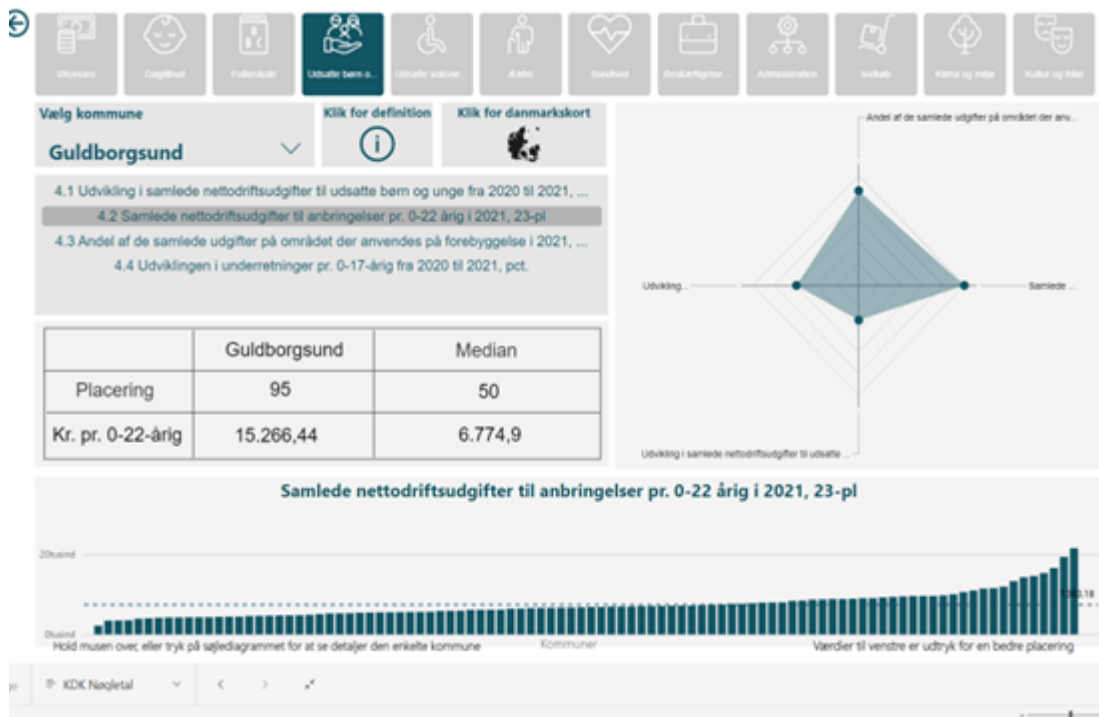 Økonomi
Dagtilbud
Folkeskole
Udsatte børn o...
Udsatte voksne...
Ældre
Sundhed
Beskæftigelse ...
Administration
Indkøb
Klima og miljø
Kultur og fritid
Vælg kommune
Guldborgsund
Klik for definition
Klik for danmarkskort
4.1 Udvikling i samlede nettodriftsudgifter til udsatte børn og unge fra 2020 til 2021, ...
4.2 Samlede nettodriftsudgifter til anbringelser pr. 0-22 årig i 2021, 23-pl
4.3 Andel af de samlede udgifter på området der anvendes på forebyggelse i 2021, ...
4.4 Udviklingen i underretninger pr. 0-17-årig fra 2020 til 2021, pct.
Andel af de samlede udgifter på området der anv...
Udvikling...
Samlede ...
Udvikling i samlede nettodriftsudgifter til udsatte ...
Guldborgsund Median
Placering 95 50
Kr. pr. 0-22-årig 15.266,44 6.774,9
Samlede nettodriftsudgifter til anbringelser pr. 0-22 årig i 2021, 23-pl
20tusind
0tusind
Hold musen over, eller tryk på søjlediagrammet for at se detaljer den enkelte kommune
Kommuner
Værdier til venstre er udtryk for en bedre placering
KDK Nøgletal